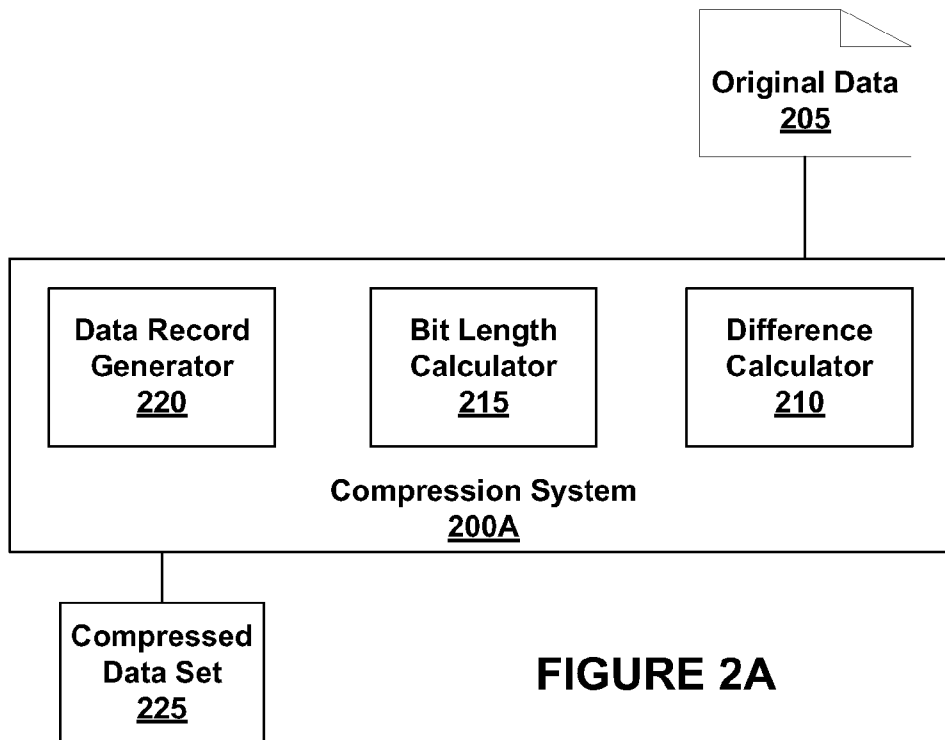 Original Data
205
Data Record
Generator
220
Bit Length
Calculator
215
Difference
Calculator
210
Compression System
200A
Compressed
Data Set
225
FIGURE 2A